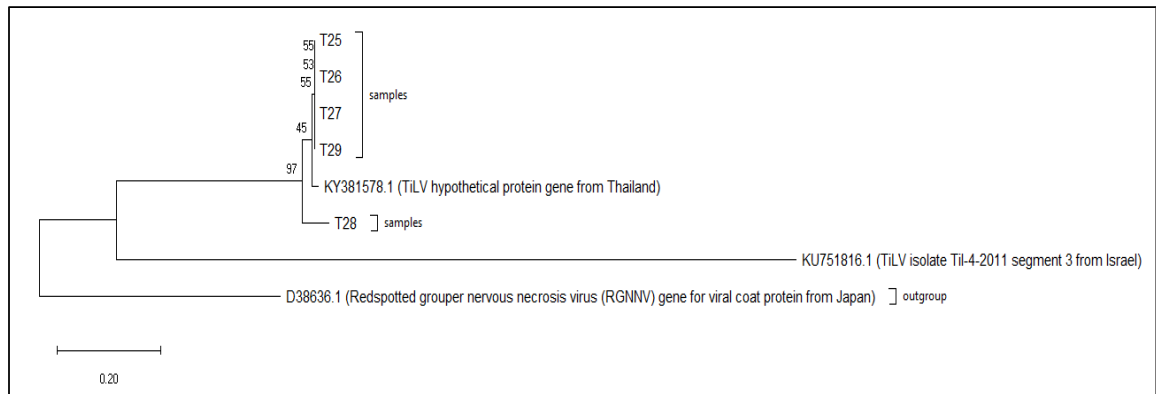 55
T25
53
T26
55
samples
T27
45
T29
97
KY381578.1 (TiLV hypothetical protein gene from Thailand)
T28
samples
KU751816.1 (TiLV isolate Til-4-2011 segment 3 from Israel)
D38636.1 (Redspotted grouper nervous necrosis virus (RGNNV) gene for viral coat protein from Japan)
outgroup
0.20